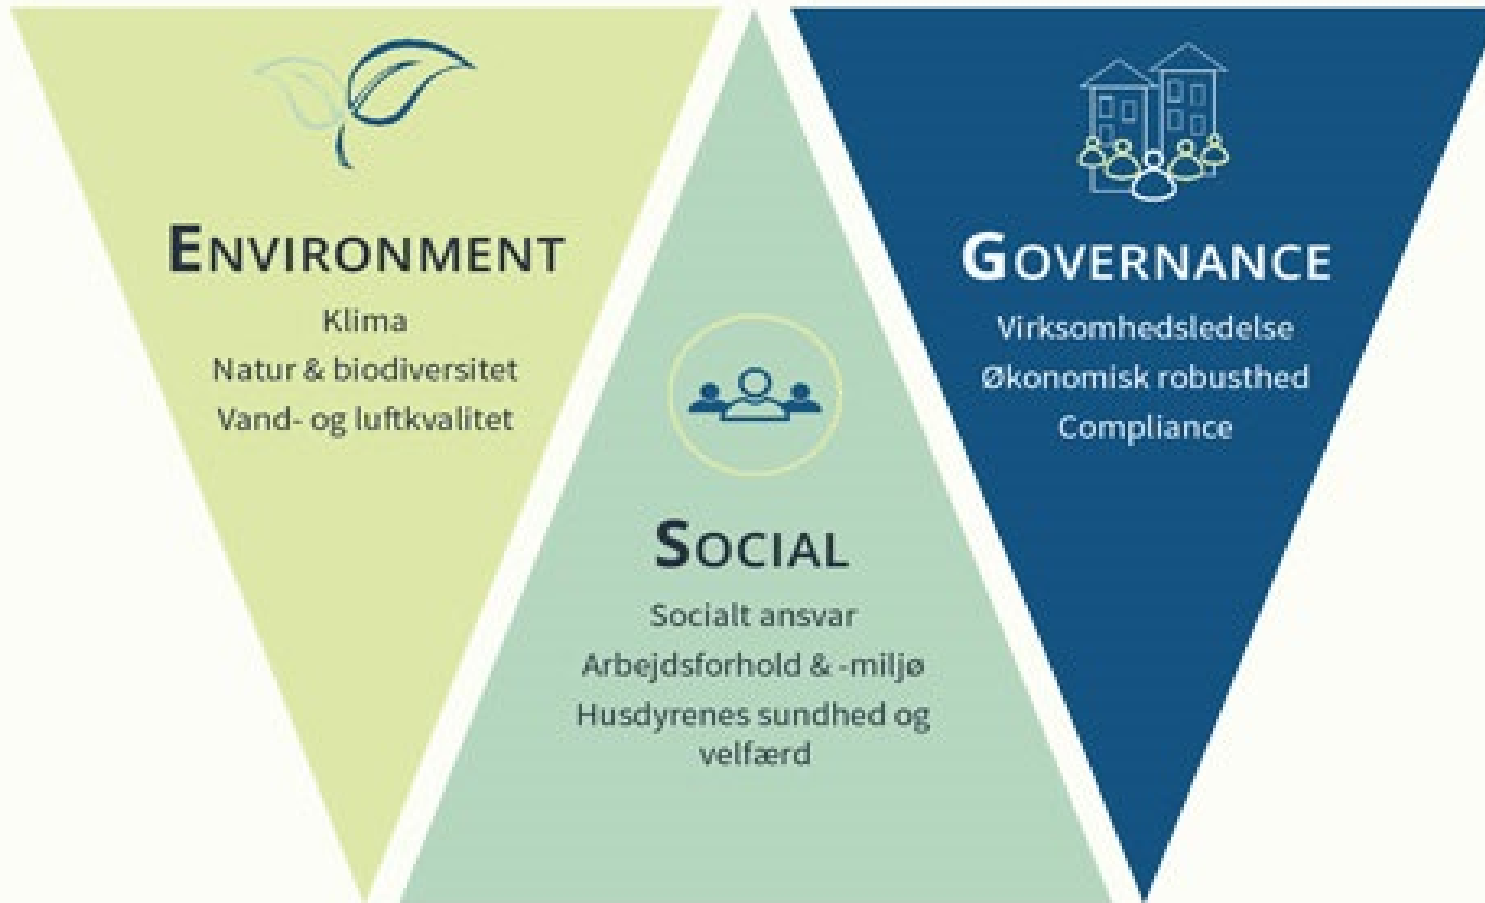 ENVIRONMENT
Klima
Natur & biodiversitet
Vand- og luftkvalitet
SOCIAL
Socialt ansvar
Arbejdsforhold & -miljø
Husdyrenes sundhed og
velfærd
GOVERNANCE
Virksomhedsledelse
Økonomisk robusthed
Compliance